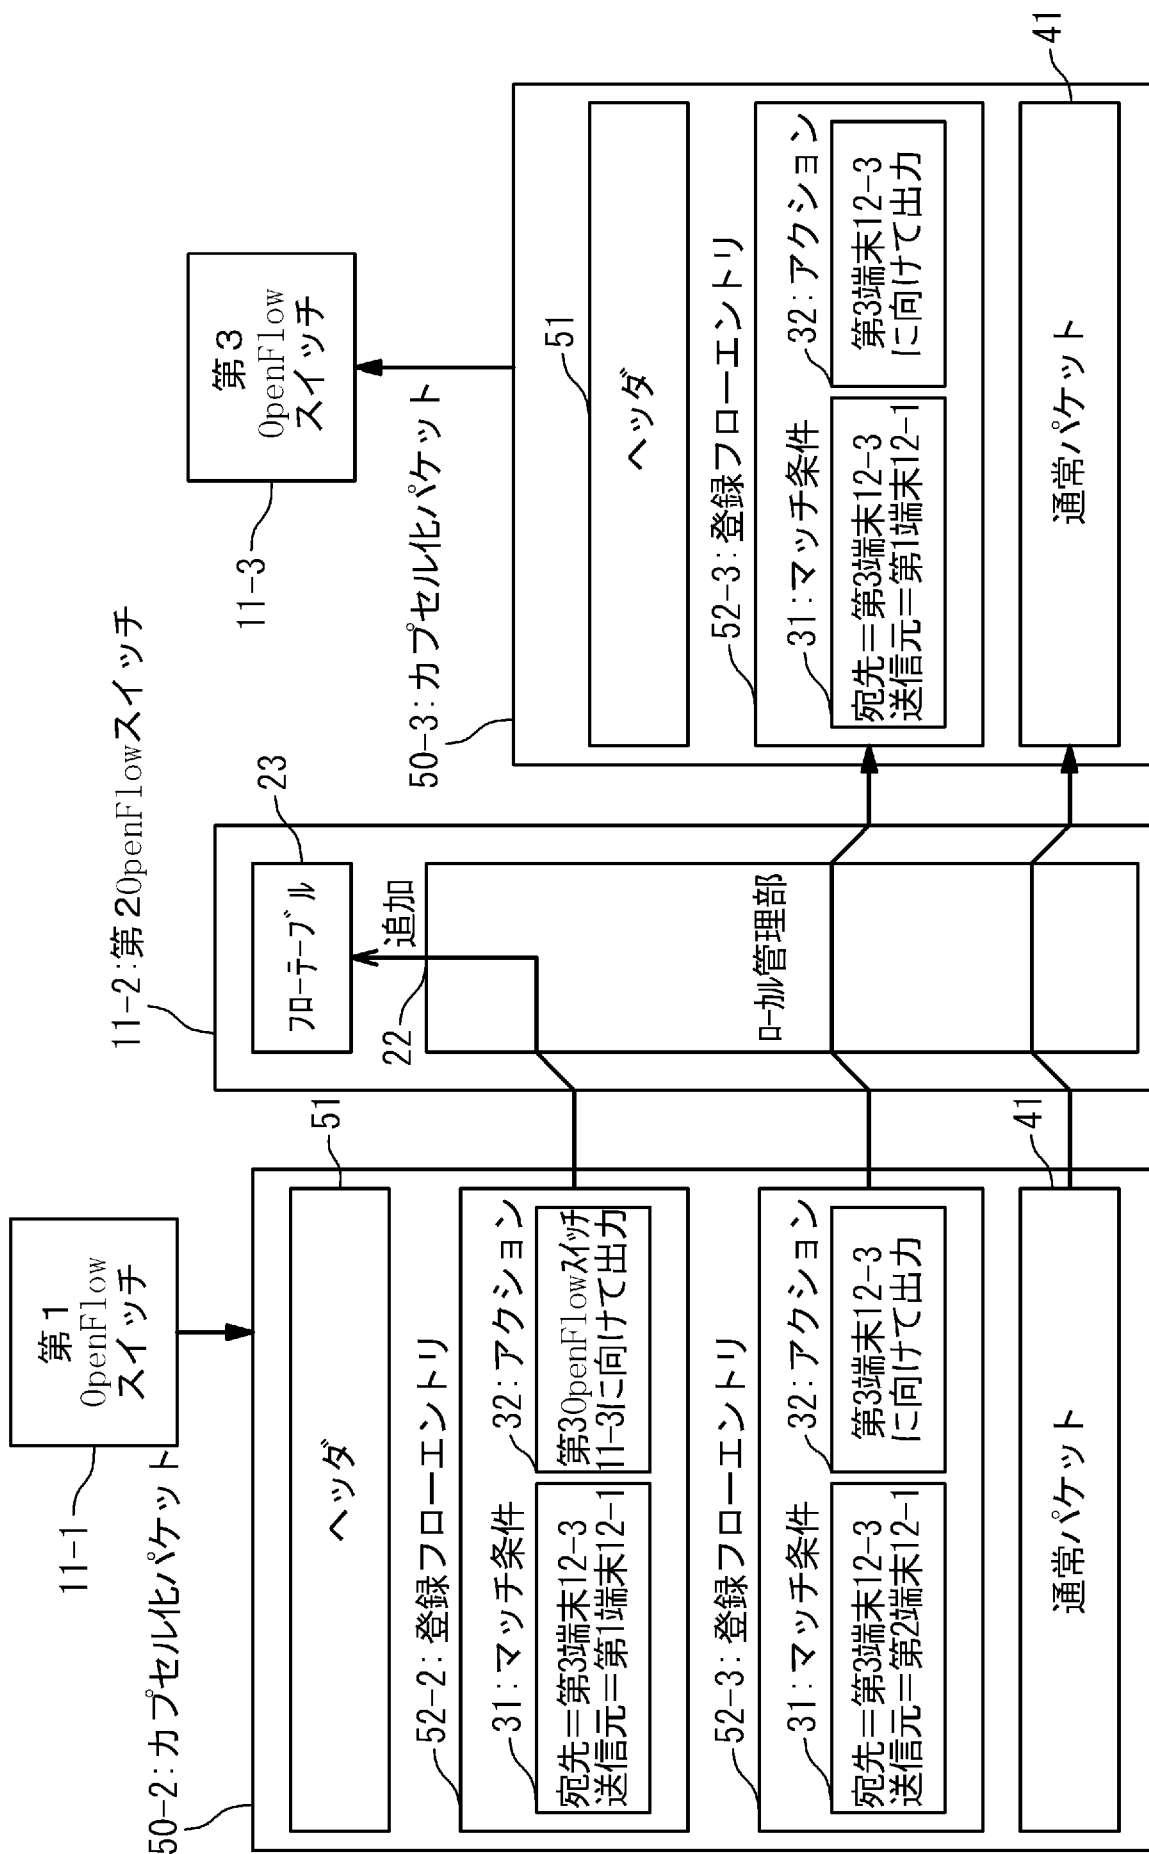 11-1
第１
OpenFlow
スイッチ
50-2:カプセル化パケット
ヘッダ
51
52-2:登録フローエントリ
31:マッチ条件
宛先＝第3端末12-3
送信元＝第1端末12-1
32:アクション
第3OpenFlowスイッチ
11-3に向けて出力
52-3:登録フローエントリ
31:マッチ条件
宛先＝第3端末12-3
送信元＝第2端末12-1
32:アクション
第3端末12-3
に向けて出力
通常パケット
41
11-2:第２OpenFlowスイッチ
フローテーブル
23
追加
22
ローカル管理部
11-3
第３
OpenFlow
スイッチ
50-3:カプセル化パケット
ヘッダ
51
52-3:登録フローエントリ
31:マッチ条件
宛先＝第3端末12-3
送信元＝第1端末12-1
32:アクション
第3端末12-3
に向けて出力
通常パケット
41